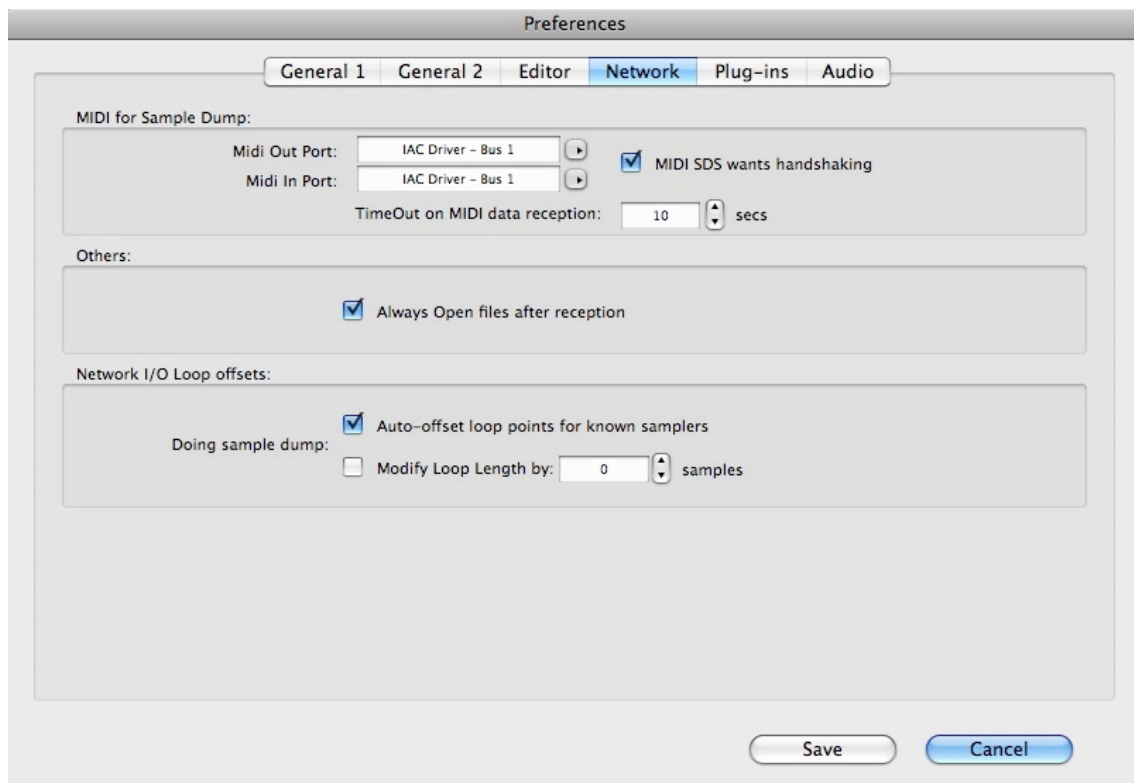 Preferences
General 1 General 2 Editor Network Plug-ins Audio
MIDI for Sample Dump:
Midi Out Port: IAC Driver - Bus 1
MIDI SDS wants handshaking
Midi In Port: IAC Driver - Bus 1
TimeOut on MIDI data reception: 10 secs
Others:
Always Open files after reception
Network I/O Loop offsets:
Auto-offset loop points for known samplers
Doing sample dump:
Modify Loop Length by: 0 samples
Save Cancel